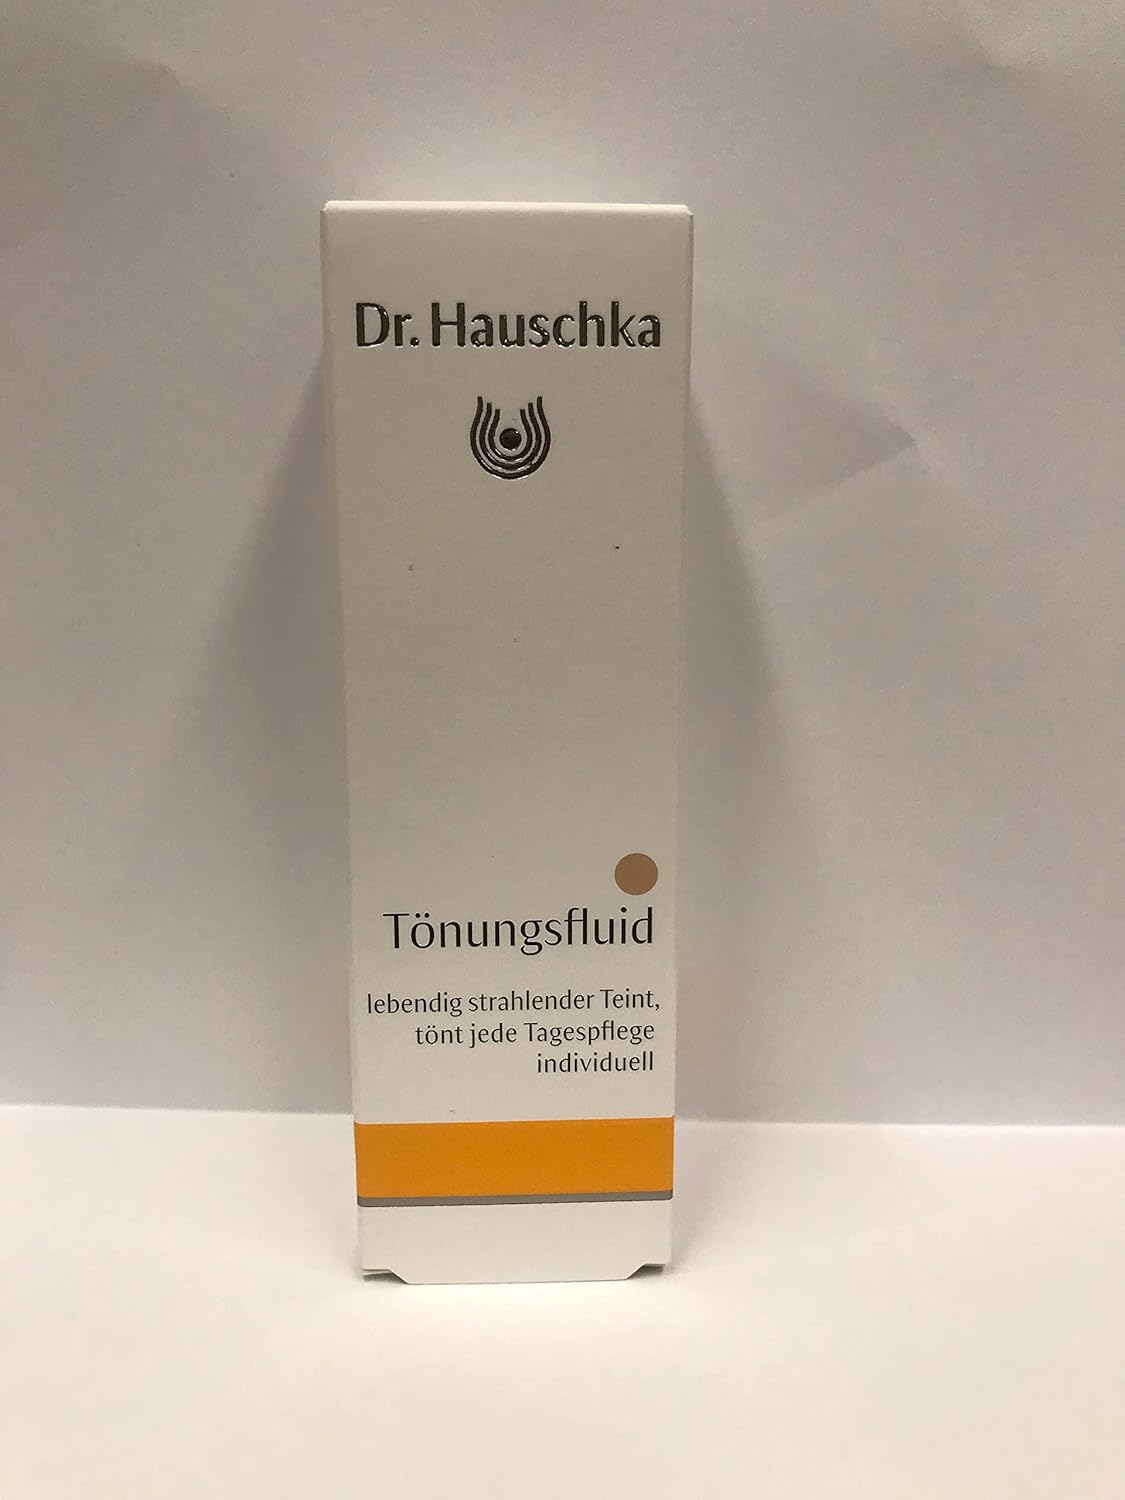 Dr. Hauschka
Tönungsfluid
lebendig strahlender Teint,
tönt jede Tagespflege
individuell